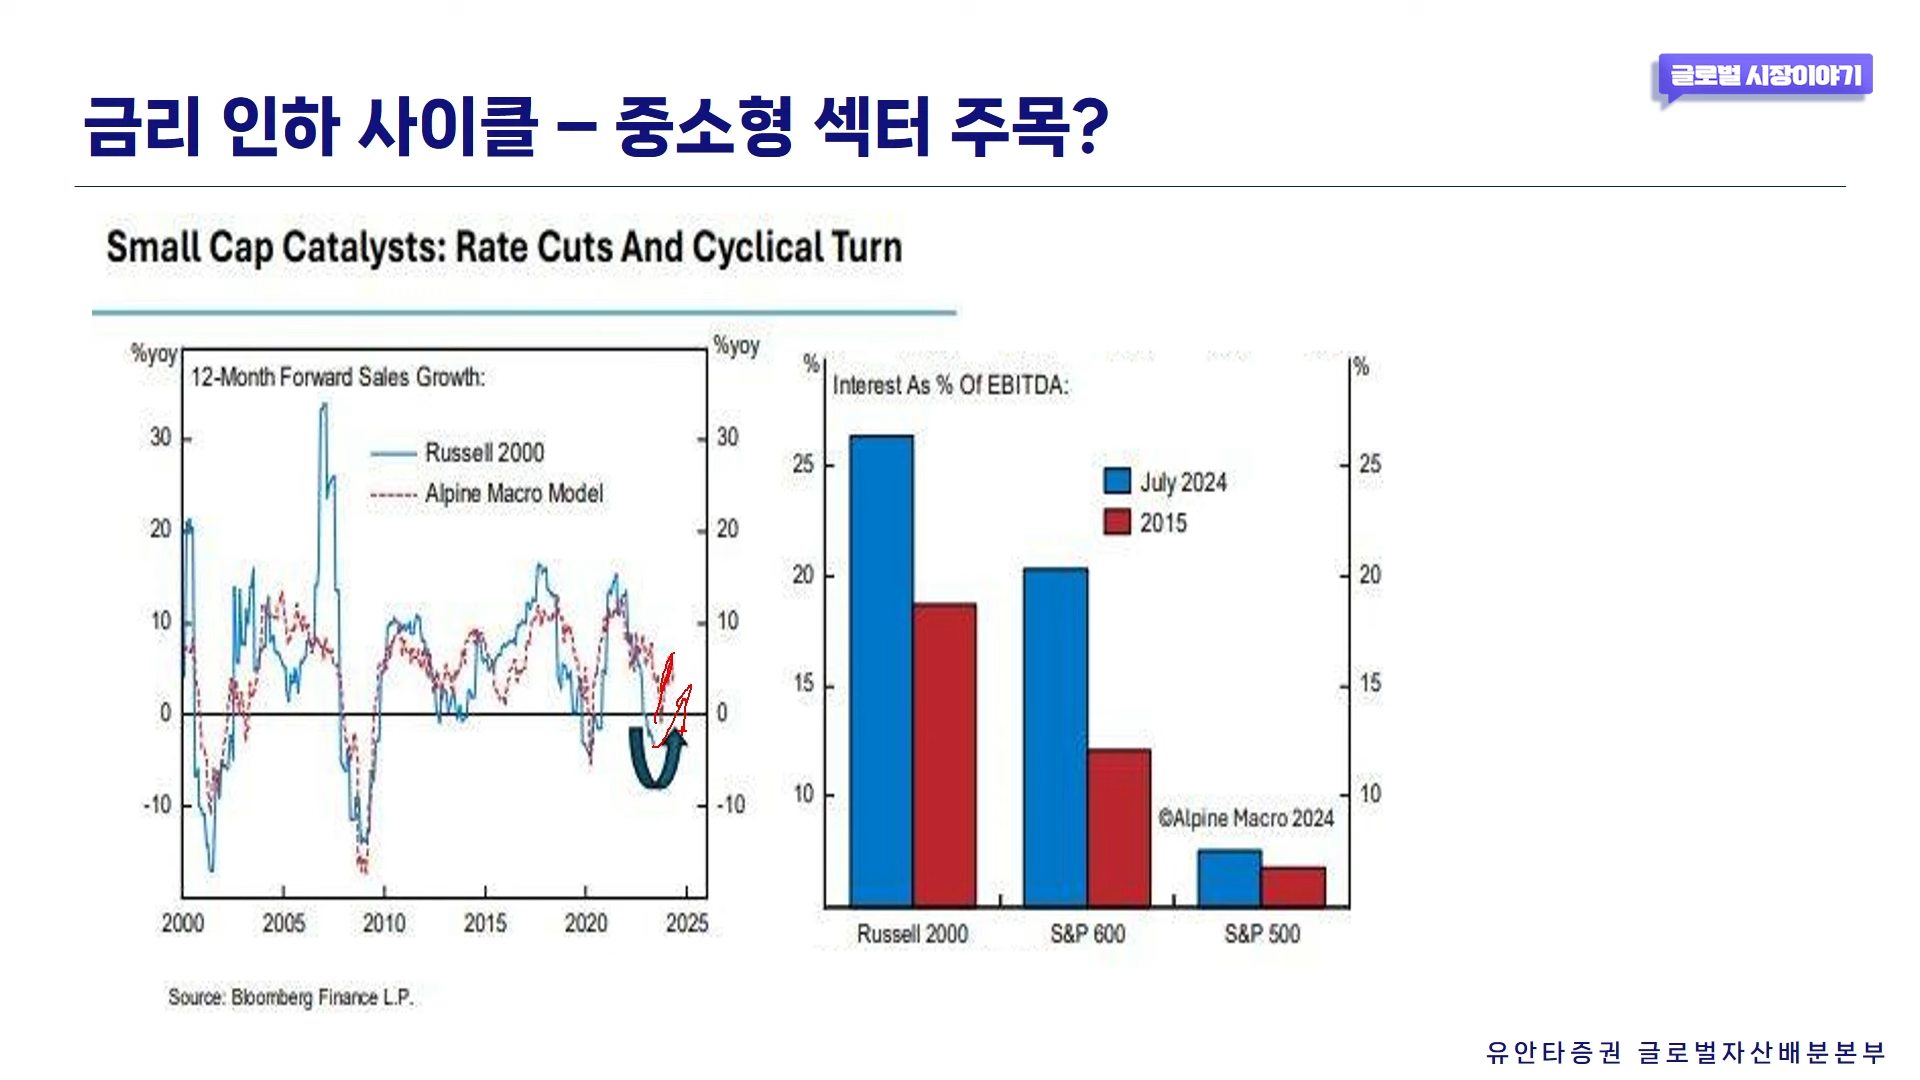 글로벌 시장이야기
금리 인하 사이클 – 중소형 섹터 주목?
Small Cap Catalysts: Rate Cuts And Cyclical Turn
%yoy
%yoy
12-Month Forward Sales Growth:
Russell 2000
Alpine Macro Model
30
20
10
0
-10
30
20
10
0
-10
2000 2005 2010 2015 2020 2025
%
%
Interest As % Of EBITDA:
July 2024
2015
25
20
15
10
25
20
15
10
©Alpine Macro 2024
Russell 2000 S&P 600 S&P 500
Source: Bloomberg Finance L.P.
유안타증권 글로벌자산배분본부